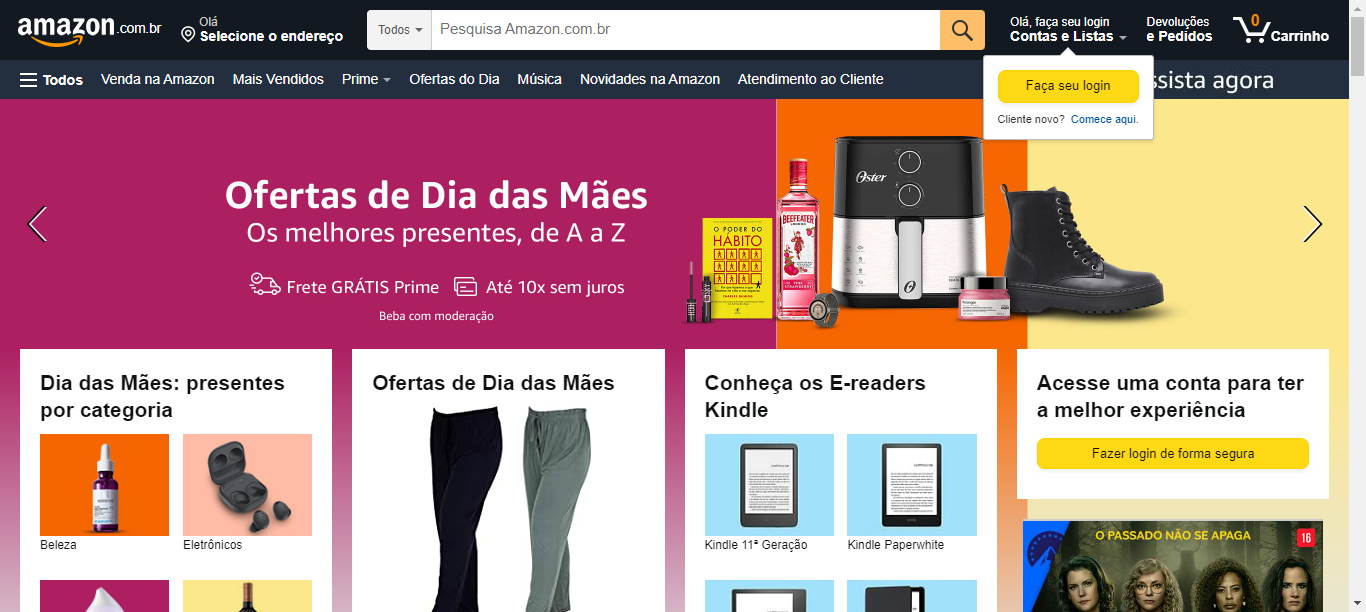 amazon.com.br
Olá
Selecione o endereço
Todos
Pesquisa Amazon.com.br
Olá, faça seu login
Contas e Listas
Devoluções
e Pedidos
0
Carrinho
Todos
Venda na Amazon
Mais Vendidos
Prime
Ofertas do Dia
Música
Novidades na Amazon
Atendimento ao Cliente
ssista agora
Faça seu login
Cliente novo? Comece aqui.
Ofertas de Dia das Mães
Os melhores presentes, de A a Z
Frete GRÁTIS Prime
Até 10x sem juros
Beba com moderação
O PODER DO
HÁBITO
BEEFEATER
Oster
Dia das Mães: presentes
por categoria
Beleza
Eletrônicos
Ofertas de Dia das Mães
Conheça os E-readers
Kindle
Kindle 11ª Geração
Kindle Paperwhite
Acesse uma conta para ter
a melhor experiência
Fazer login de forma segura
O PASSADO NÃO SE APAGA
16